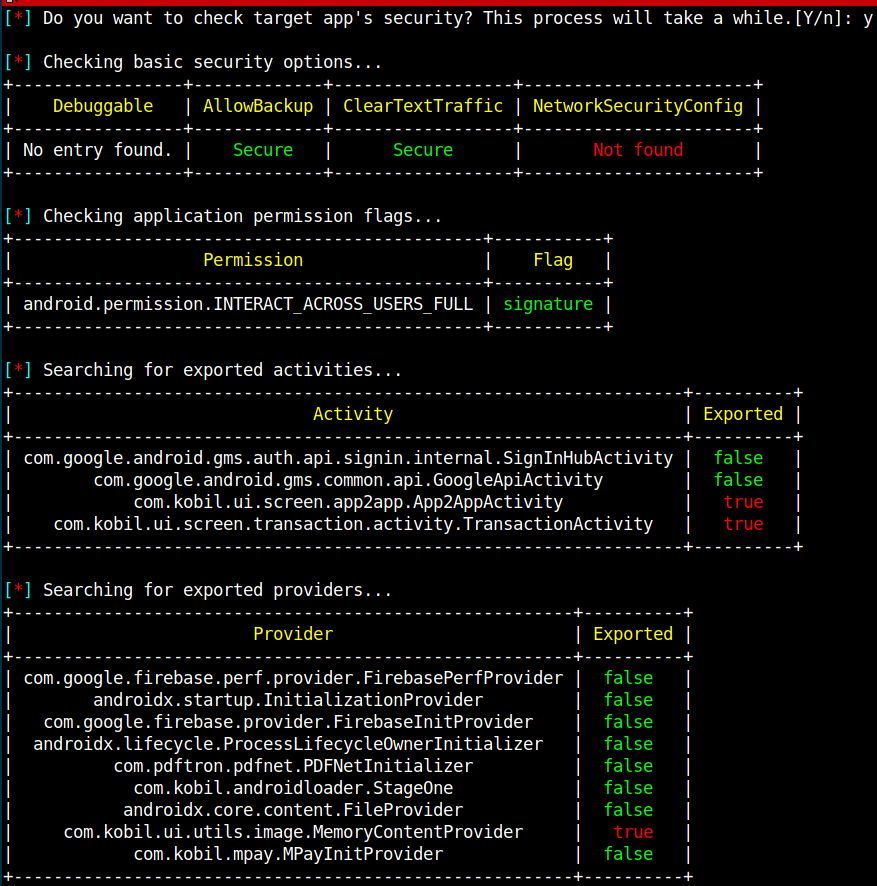 [*] Do you want to check target app's security? This process will take a while.[Y/n]: y
[*] Checking basic security options...
+-----------------+-------------+------------------+-----------------------+
|    Debuggable   | AllowBackup | ClearTextTraffic | NetworkSecurityConfig |
+-----------------+-------------+------------------+-----------------------+
| No entry found. |    Secure   |      Secure      |       Not found       |
+-----------------+-------------+------------------+-----------------------+
[*] Checking application permission flags...
+-----------------------------------------------+-----------+
|                   Permission                  |    Flag   |
+-----------------------------------------------+-----------+
| android.permission.INTERACT_ACROSS_USERS_FULL | signature |
+-----------------------------------------------+-----------+
[*] Searching for exported activities...
+-------------------------------------------------------------------+----------+
|                              Activity                             | Exported |
+-------------------------------------------------------------------+----------+
| com.google.android.gms.auth.api.signin.internal.SignInHubActivity |  false   |
|        com.google.android.gms.common.api.GoogleApiActivity        |  false   |
|            com.kobil.ui.screen.app2app.App2AppActivity            |   true   |
|    com.kobil.ui.screen.transaction.activity.TransactionActivity   |   true   |
+-------------------------------------------------------------------+----------+
[*] Searching for exported providers...
+--------------------------------------------------------+----------+
|                        Provider                        | Exported |
+--------------------------------------------------------+----------+
| com.google.firebase.perf.provider.FirebasePerfProvider |  false   |
|        androidx.startup.InitializationProvider         |  false   |
|   com.google.firebase.provider.FirebaseInitProvider    |  false   |
|  androidx.lifecycle.ProcessLifecycleOwnerInitializer   |  false   |
|          com.pdftron.pdfnet.PDFNetInitializer          |  false   |
|            com.kobil.androidloader.StageOne            |  false   |
|           androidx.core.content.FileProvider           |  false   |
|     com.kobil.ui.utils.image.MemoryContentProvider     |   true   |
|            com.kobil.mpay.MPayInitProvider             |  false   |
+--------------------------------------------------------+----------+